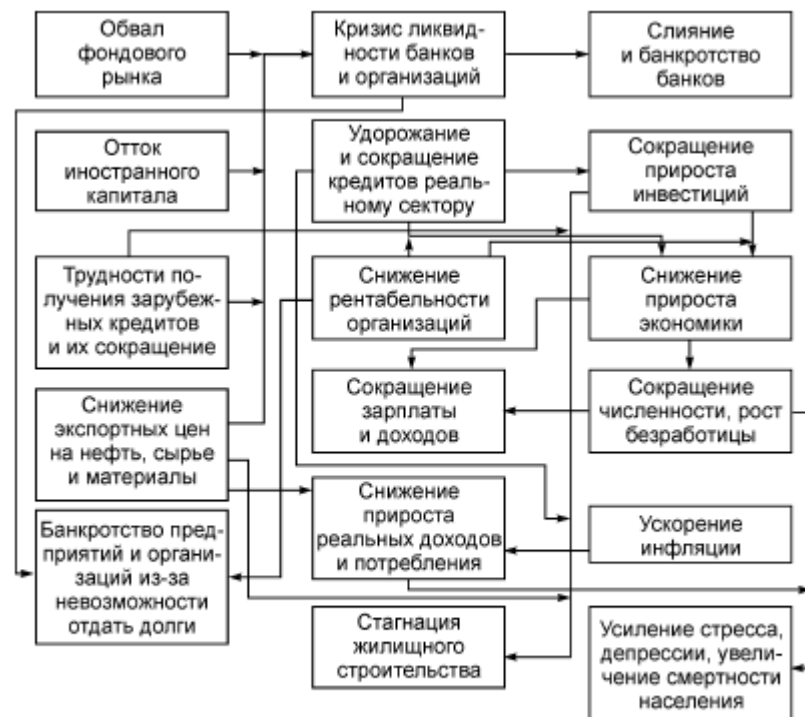 Обвал
фондового
рынка
Кризис ликвид-
ности банков
и организаций
Слияние
и банкротство
банков
Отток
иностранного
капитала
Удорожание
и сокращение
кредитов реаль-
ному сектору
Сокращение
прироста
инвестиций
Трудности по-
лучения зарубеж-
ных кредитов
и их сокращение
Снижение
рентабельности
организаций
Снижение
прироста
экономики
Снижение
экспортных цен
на нефть, сырье
и материалы
Сокращение
зарплаты
и доходов
Сокращение
численности, рост
безработицы
Банкротство пред-
приятий и органи-
заций из-за
невозможности
отдать долги
Снижение
прироста
реальных доходов
и потребления
Ускорение
инфляции
Стагнация
жилищного
строительства
Усиление стресса,
депрессии, увели-
чение смертности
населения